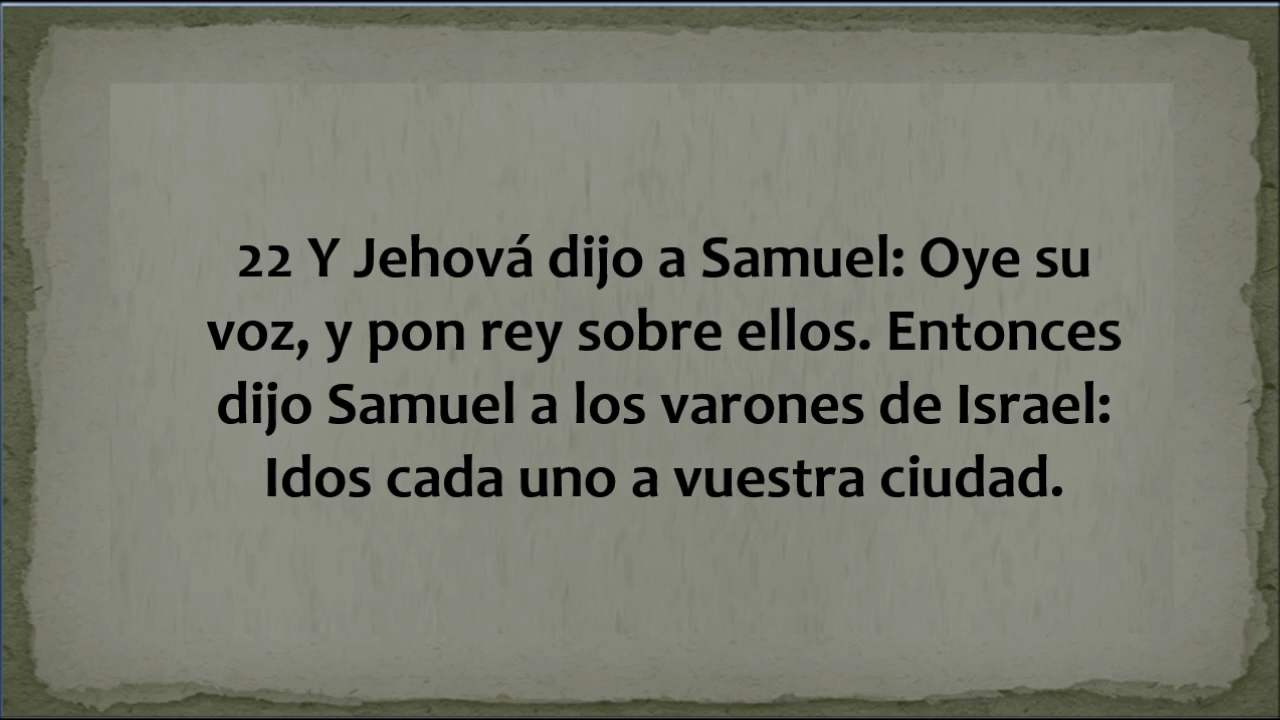 22 Y Jehová dijo a Samuel: Oye su
voz, y pon rey sobre ellos. Entonces
dijo Samuel a los varones de Israel:
Idos cada uno a vuestra ciudad.